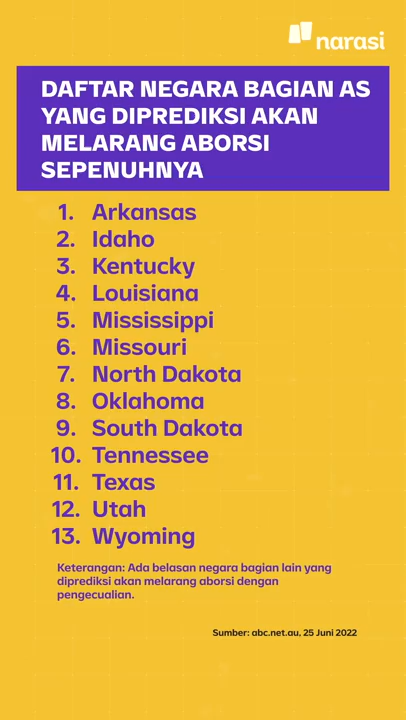 narasi
DAFTAR NEGARA BAGIAN AS
YANG DIPREDIKSI AKAN
MELARANG ABORSI
SEPENUHNYA
1. Arkansas
2. Idaho
3. Kentucky
4. Louisiana
5. Mississippi
6. Missouri
7. North Dakota
8. Oklahoma
9. South Dakota
10. Tennessee
11. Texas
12. Utah
13. Wyoming
Keterangan: Ada belasan negara bagian lain yang
diprediksi akan melarang aborsi dengan
pengecualian.
Sumber: abc.net.au, 25 Juni 2022